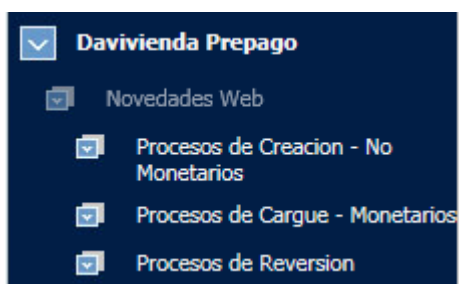 Davivienda Prepago
Novedades Web
Procesos de Creacion - No
Monetarios
Procesos de Cargue - Monetarios
Procesos de Reversion